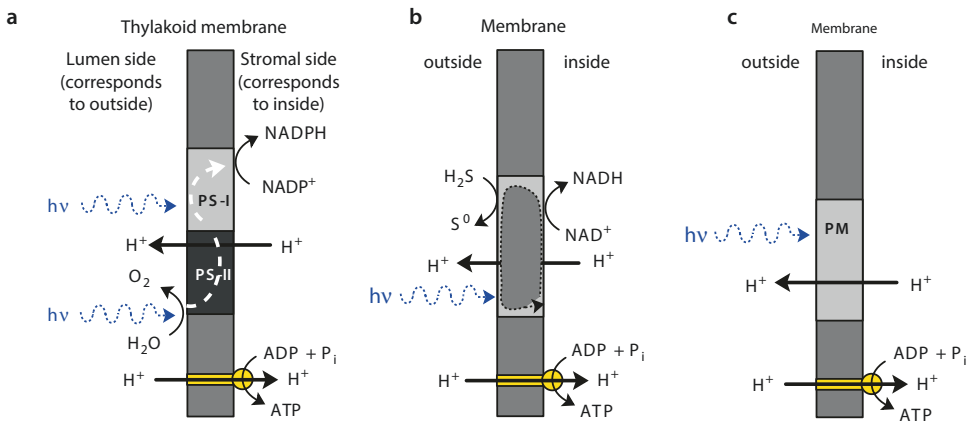 a
Thylakoid membrane
Lumen side
(corresponds
to outside)
Stromal side
(corresponds
to inside)
NADPH
NADP⁺
PS-I
hν
H⁺
H⁺
PS-II
O₂
hν
H₂O
ADP + Pᵢ
H⁺
H⁺
ATP
b
Membrane
outside
inside
H₂S
NADH
S⁰
NAD⁺
H⁺
H⁺
hν
ADP + Pᵢ
H⁺
H⁺
ATP
c
Membrane
outside
inside
PM
hν
H⁺
H⁺
ADP + Pᵢ
H⁺
H⁺
ATP